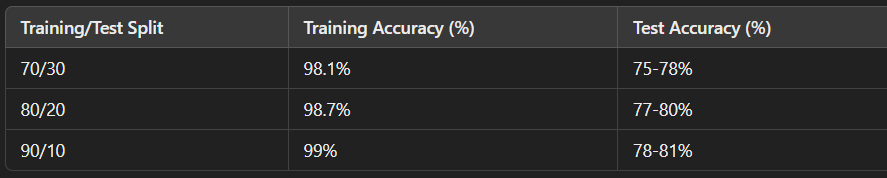 Training/Test Split Training Accuracy (%) Test Accuracy (%)
70/30 98.1% 75-78%
80/20 98.7% 77-80%
90/10 99% 78-81%